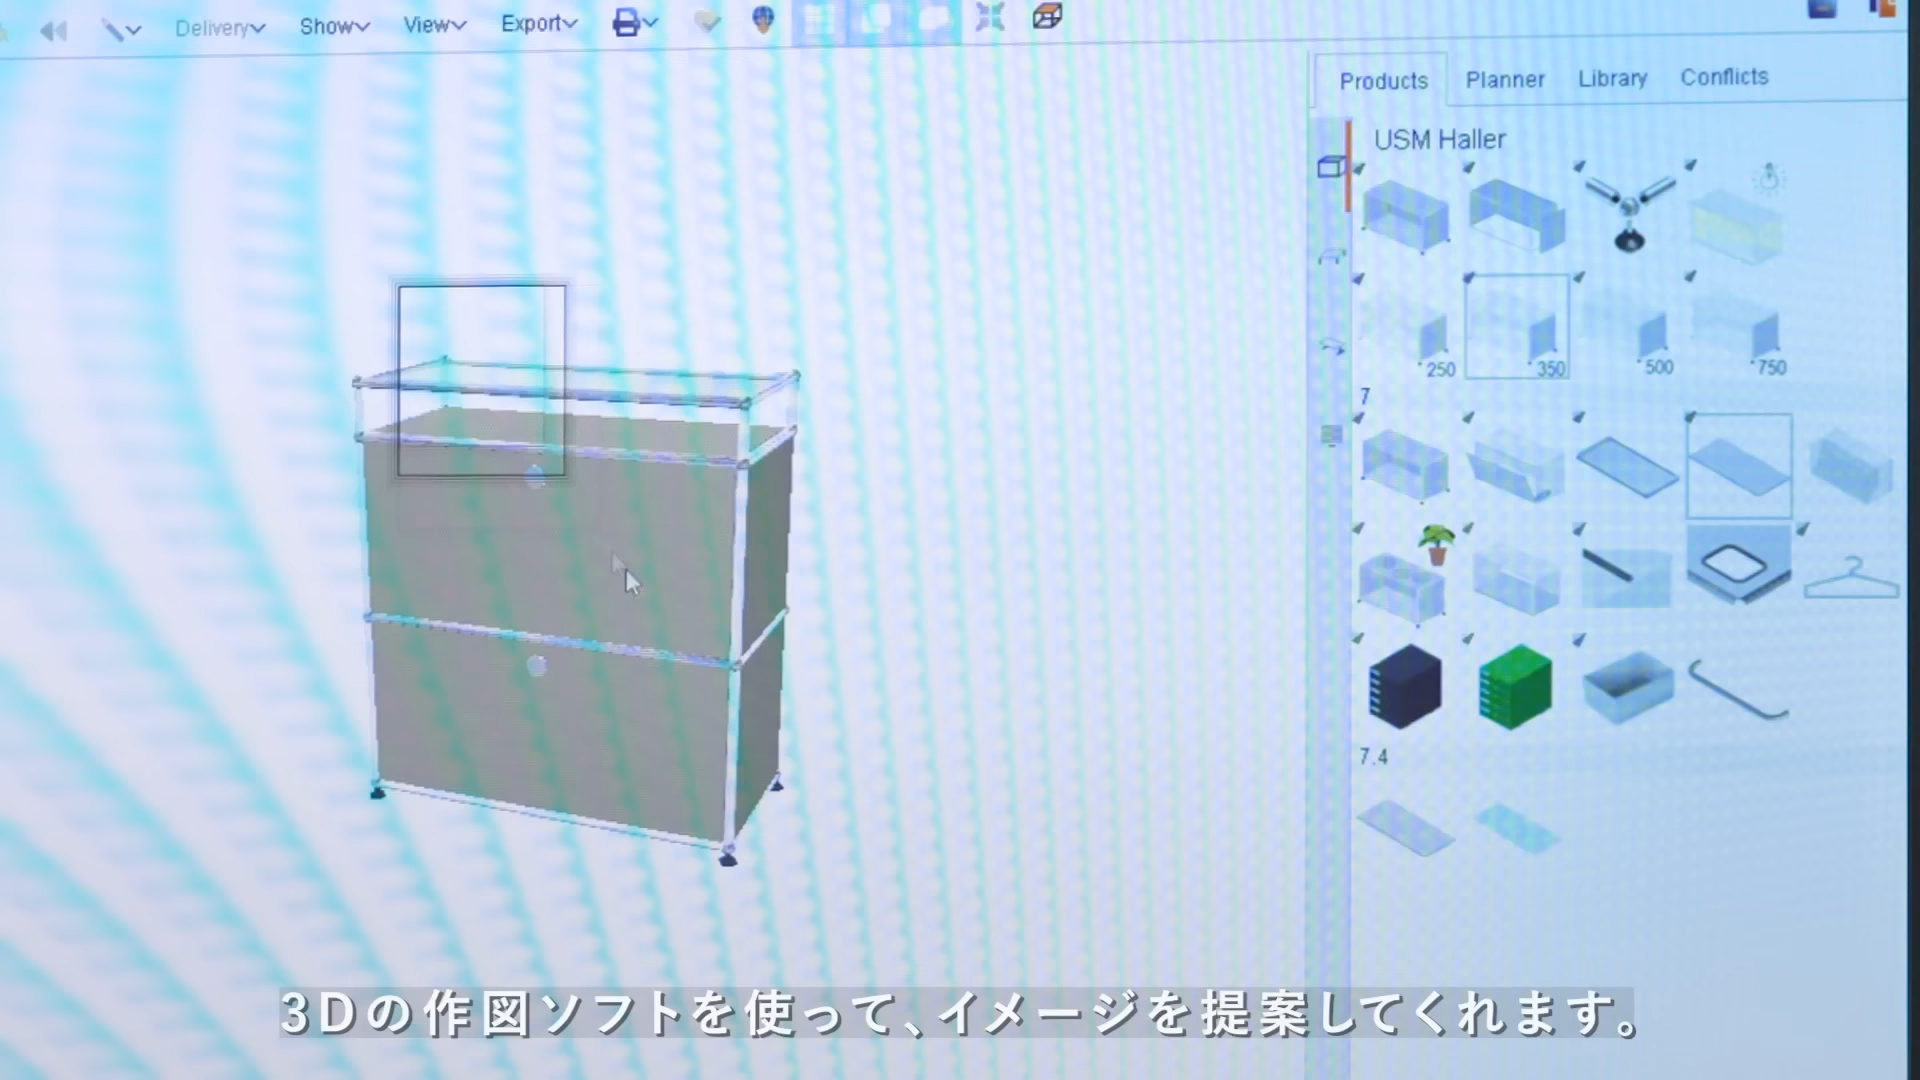 Delivery Show View Export
Products Planner Library Conflicts
USM Haller
250 350 500 750
7
7.4
3Dの作図ソフトを使って、イメージを提案してくれます。